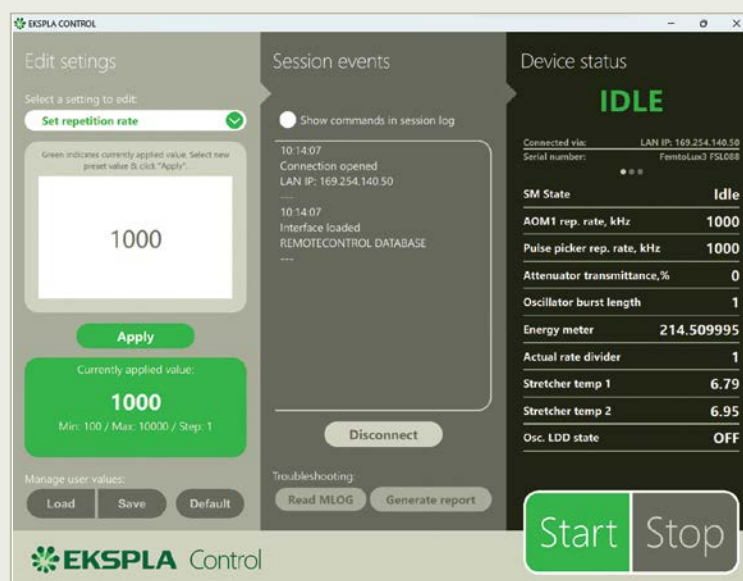 EKSPLA CONTROL
Edit setings
Select a setting to edit:
Set repetition rate
Green indicates currently applied value. Select new
preset value & click "Apply".
1000
Apply
Currently applied value:
1000
Min: 100 / Max: 10000 / Step: 1
Manage user values:
Load
Save
Default
Session events
Show commands in session log
10:14:07
Connection opened
LAN IP: 169.254.140.50
---
10:14:07
Interface loaded
REMOTECONTROL DATABASE
---
Disconnect
Troubleshooting:
Read MLOG
Generate report
Device status
IDLE
Connected via: LAN IP: 169.254.140.50
Serial number: FemtoLux3 FSL088
SM State Idle
AOM1 rep. rate, kHz 1000
Pulse picker rep. rate, kHz 1000
Attenuator transmittance,% 0
Oscillator burst length 1
Energy meter 214.509995
Actual rate divider 1
Stretcher temp 1 6.79
Stretcher temp 2 6.95
Osc. LDD state OFF
Start
Stop
EKSPLA Control